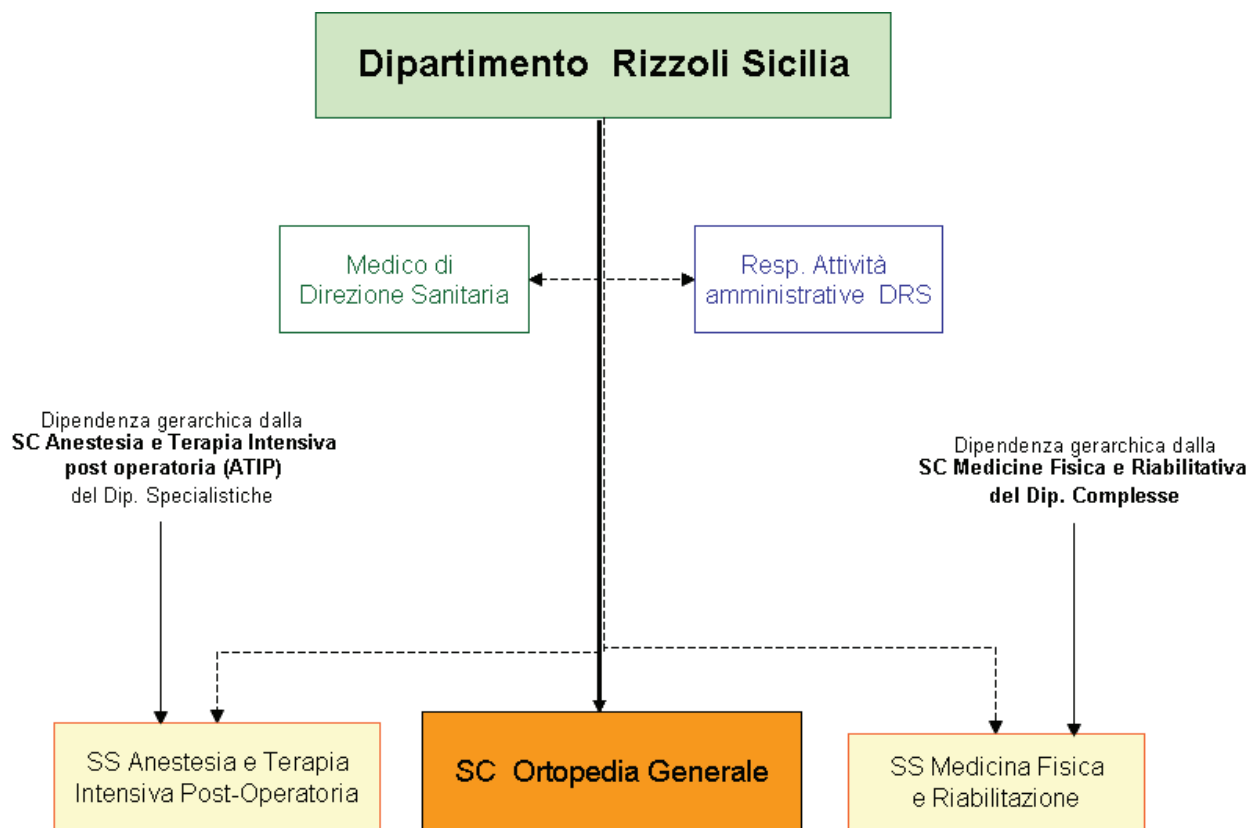 Dipartimento Rizzoli Sicilia
Medico di
Direzione Sanitaria
Resp. Attività
amministrative DRS
Dipendenza gerarchica dalla
SC Anestesia e Terapia Intensiva
post operatoria (ATIP)
del Dip. Specialistiche
Dipendenza gerarchica dalla
SC Medicine Fisica e Riabilitativa
del Dip. Complesse
SS Anestesia e Terapia
Intensiva Post-Operatoria
SC Ortopedia Generale
SS Medicina Fisica
e Riabilitazione